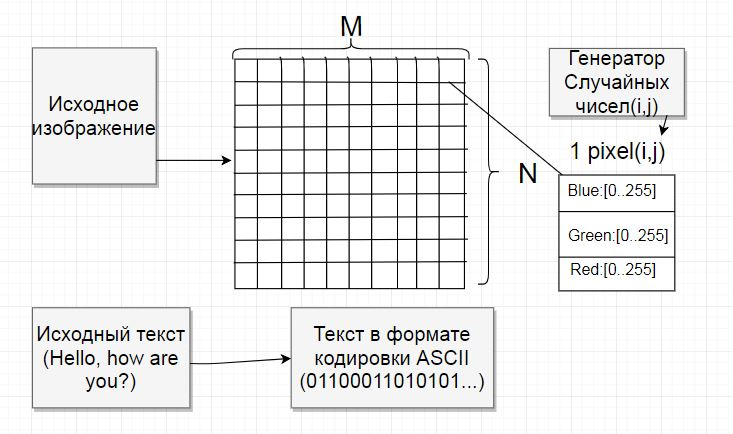 M
Исходное
изображение
Генератор
Случайных
чисел(i,j)
1 pixel(i,j)
N
Blue:[0..255]
Green:[0..255]
Red:[0..255]
Исходный текст
(Hello, how are
you?)
Текст в формате
кодировки ASCII
(01100011010101...)